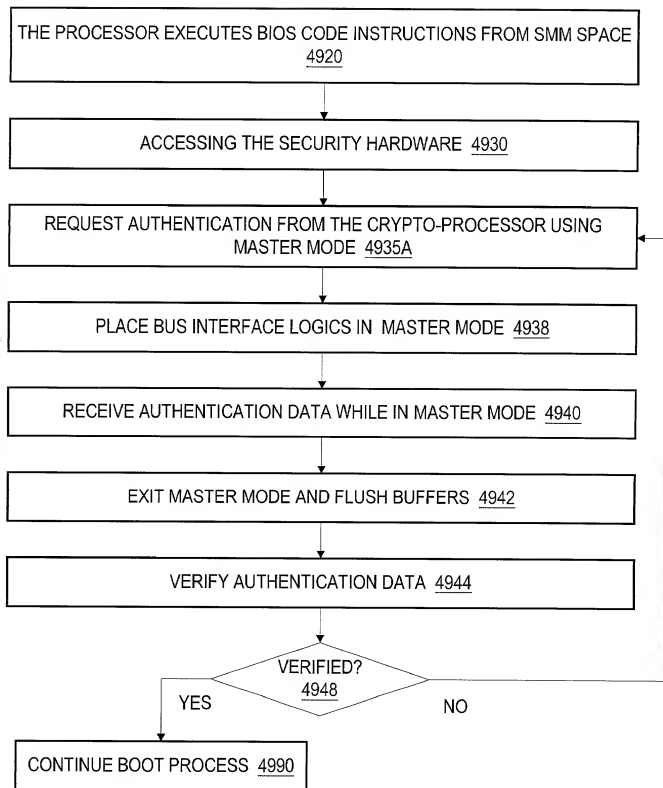 THE PROCESSOR EXECUTES BIOS CODE INSTRUCTIONS FROM SMM SPACE
4920
ACCESSING THE SECURITY HARDWARE 4930
REQUEST AUTHENTICATION FROM THE CRYPTO-PROCESSOR USING
MASTER MODE 4935A
PLACE BUS INTERFACE LOGICS IN MASTER MODE 4938
RECEIVE AUTHENTICATION DATA WHILE IN MASTER MODE 4940
EXIT MASTER MODE AND FLUSH BUFFERS 4942
VERIFY AUTHENTICATION DATA 4944
VERIFIED?
4948
YES
NO
CONTINUE BOOT PROCESS 4990